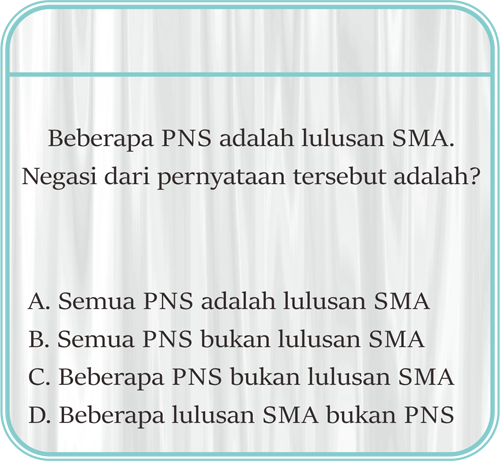 Beberapa PNS adalah lulusan SMA.
Negasi dari pernyataan tersebut adalah?
A. Semua PNS adalah lulusan SMA
B. Semua PNS bukan lulusan SMA
C. Beberapa PNS bukan lulusan SMA
D. Beberapa lulusan SMA bukan PNS